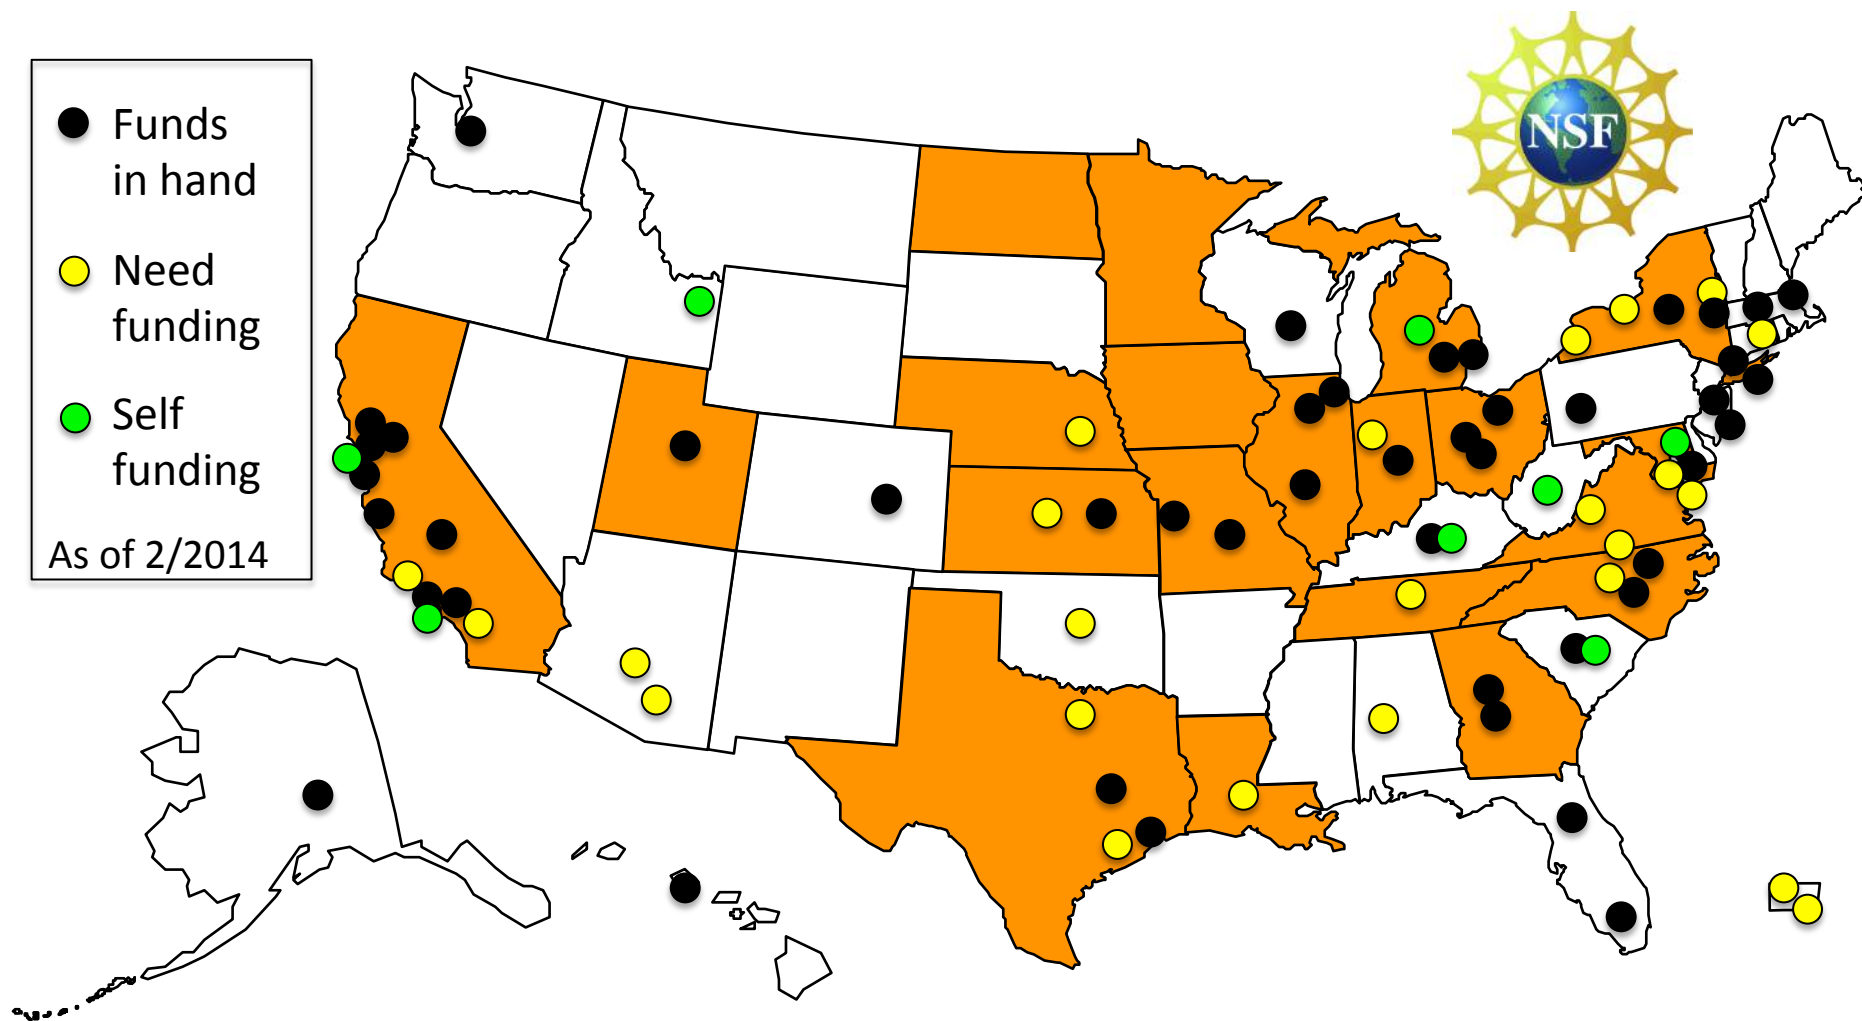 Funds
in hand
Need
funding
Self
funding
As of 2/2014
NSF